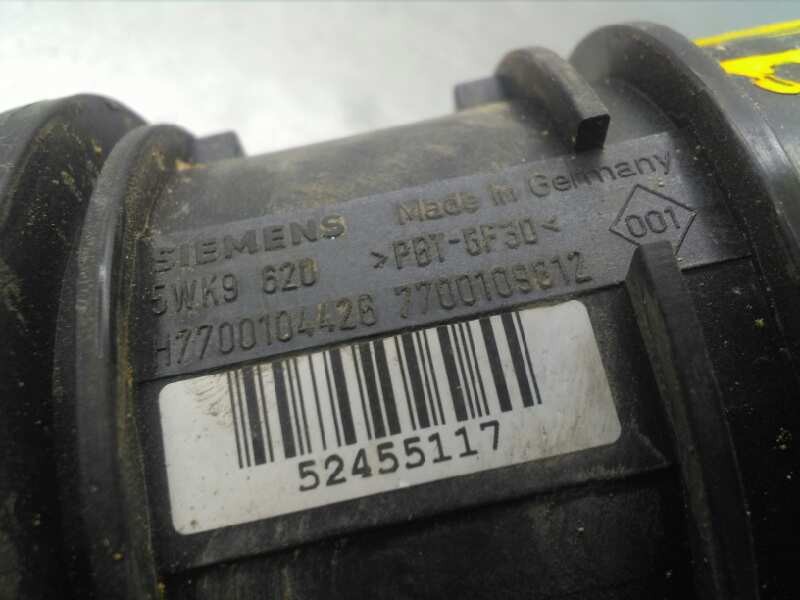 SIEMENS Made in Germany
5WK9 620 >PBT-GF30< 001
H7700104426 7700109812
52455117